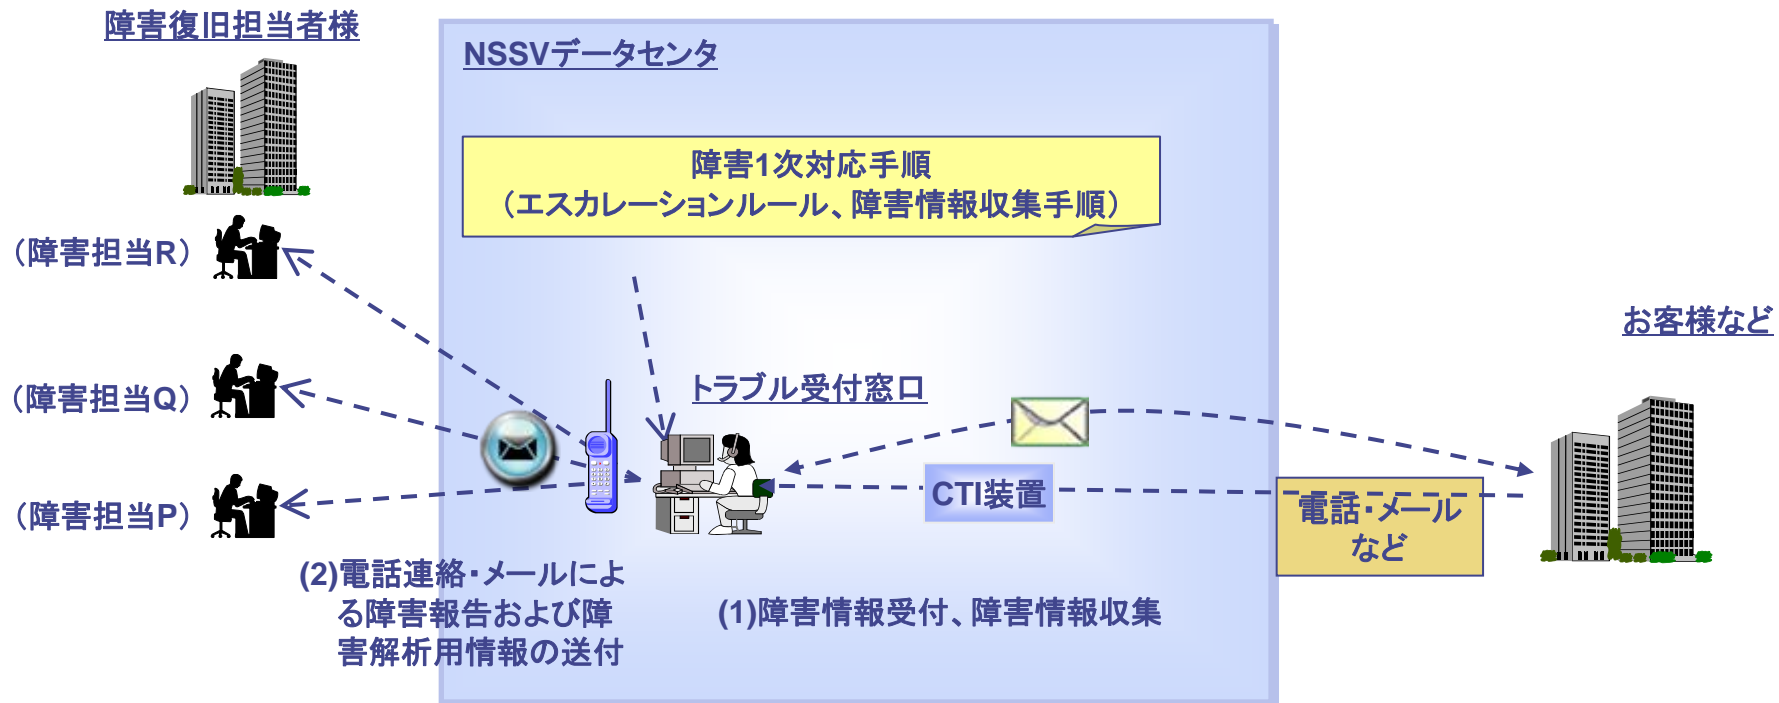 障害復旧担当者様
NSSVデータセンタ
障害1次対応手順
（エスカレーションルール、障害情報収集手順）
（障害担当R）
お客様など
（障害担当Q）
トラブル受付窓口
CTI装置
電話・メール
など
（障害担当P）
(2)電話連絡・メールによ
る障害報告および障
害解析用情報の送付
(1)障害情報受付、障害情報収集